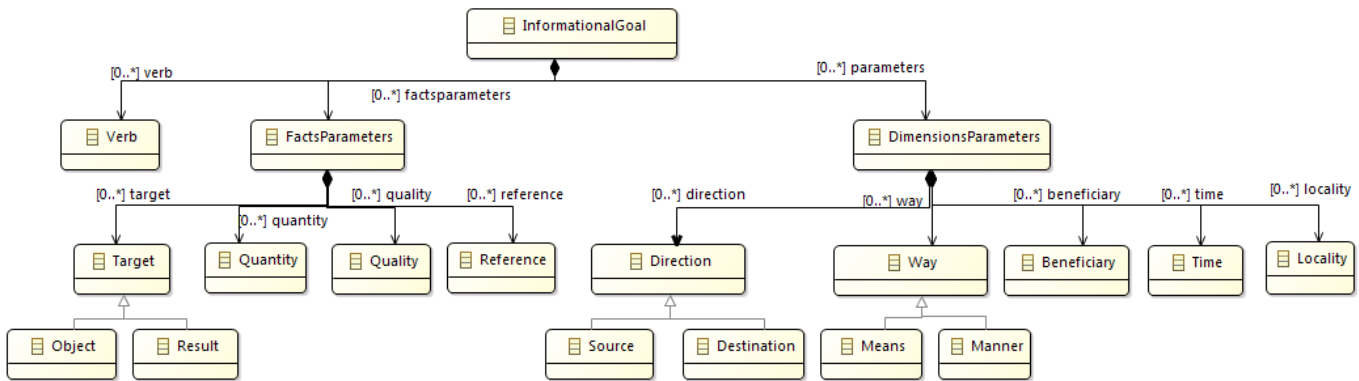 InformationalGoal
[0..*] verb
[0..*] factsparameters
[0..*] parameters
Verb
FactsParameters
DimensionsParameters
[0..*] target
[0..*] quantity
[0..*] quality
[0..*] reference
[0..*] direction
[0..*] way
[0..*] beneficiary
[0..*] time
[0..*] locality
Target
Quantity
Quality
Reference
Direction
Way
Beneficiary
Time
Locality
Object
Result
Source
Destination
Means
Manner